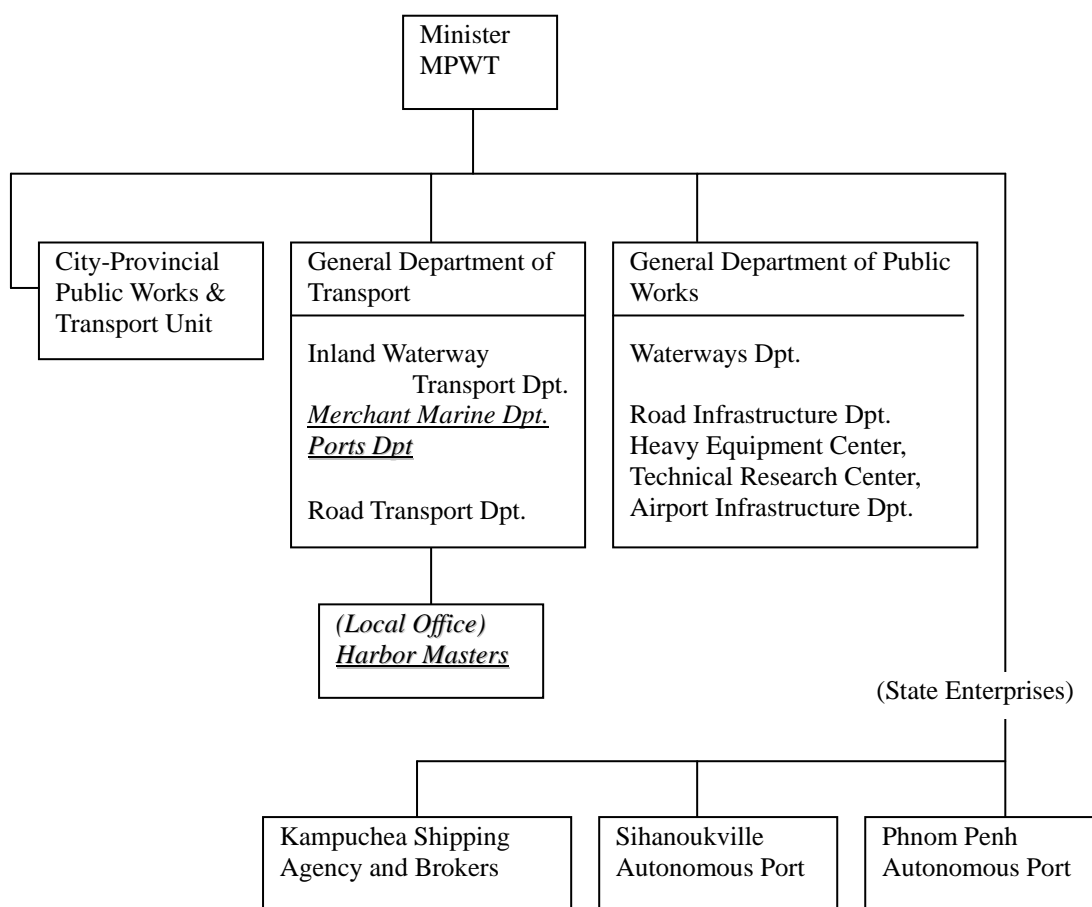 Minister
MPWT
City-Provincial
Public Works &
Transport Unit
General Department of
Transport
Inland Waterway
Transport Dpt.
Merchant Marine Dpt.
Ports Dpt
Road Transport Dpt.
General Department of Public
Works
Waterways Dpt.
Road Infrastructure Dpt.
Heavy Equipment Center,
Technical Research Center,
Airport Infrastructure Dpt.
(Local Office)
Harbor Masters
(State Enterprises)
Kampuchea Shipping
Agency and Brokers
Sihanoukville
Autonomous Port
Phnom Penh
Autonomous Port